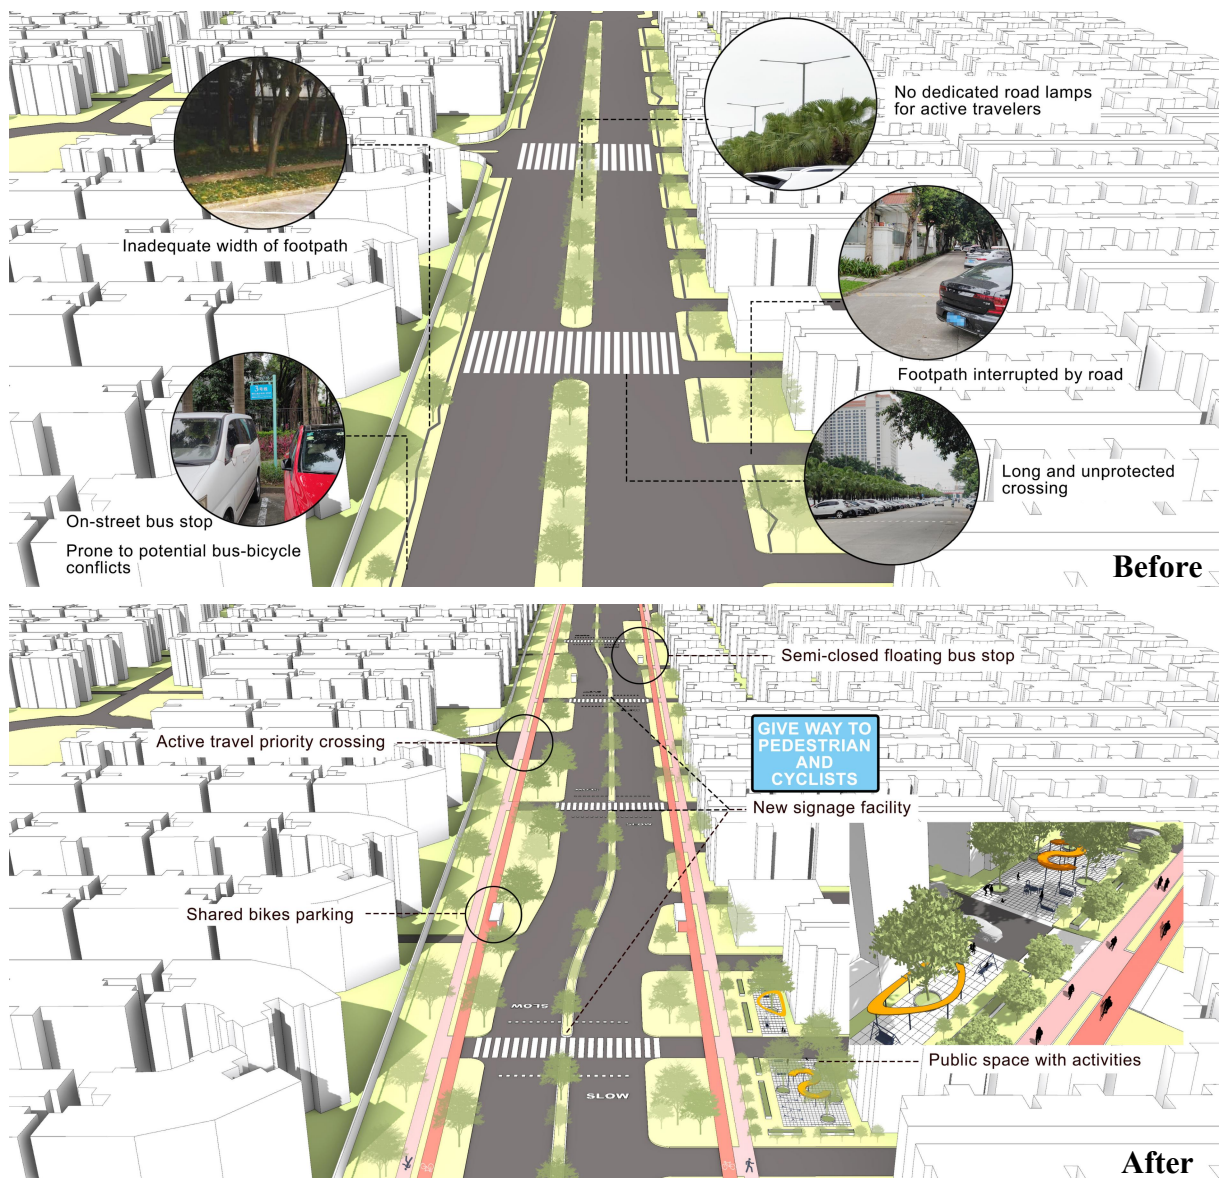 No dedicated road lamps
for active travelers
Inadequate width of footpath
Footpath interrupted by road
Long and unprotected
crossing
On-street bus stop
Prone to potential bus-bicycle
conflicts
Before
Semi-closed floating bus stop
Active travel priority crossing
GIVE WAY TO
PEDESTRIAN
AND
CYCLISTS
New signage facility
Shared bikes parking
SLOW
SLOW
SLOW
Public space with activities
After